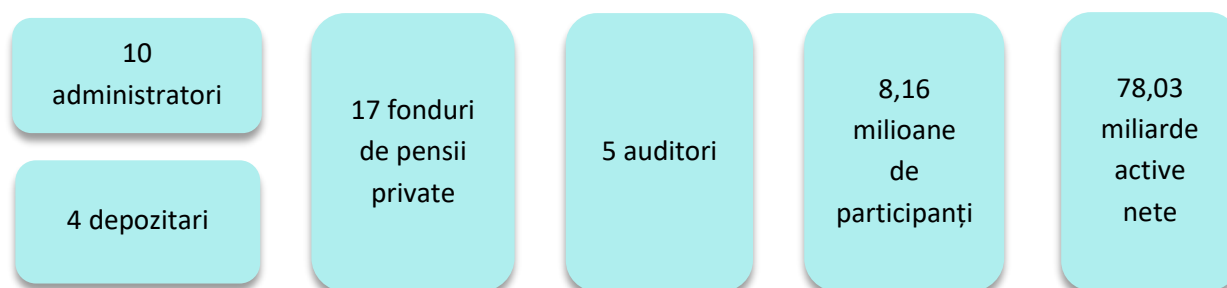 10
administratori
4 depozitari
17 fonduri
de pensii
private
5 auditori
8,16
milioane
de
participanți
78,03
miliarde
active
nete